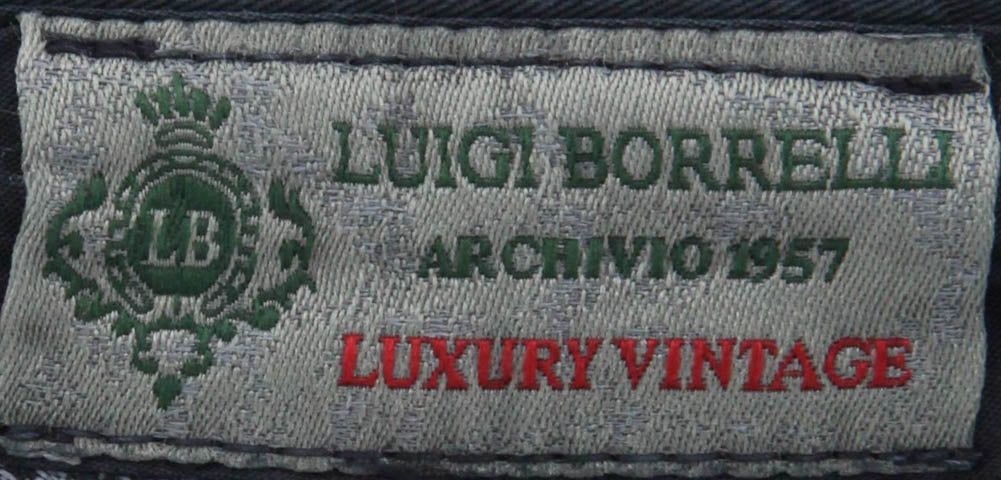 LB
LUIGI BORRELLI
ARCHIVIO 1957
LUXURY VINTAGE